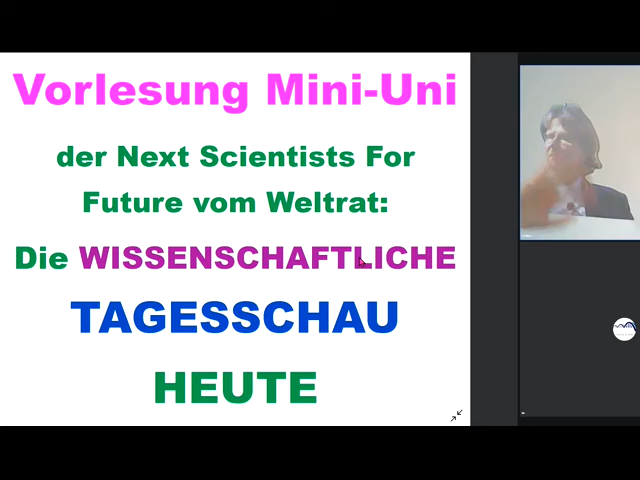 Vorlesung Mini-Uni
der Next Scientists For
Future vom Weltrat:
Die WISSENSCHAFTLICHE
TAGESSCHAU
HEUTE